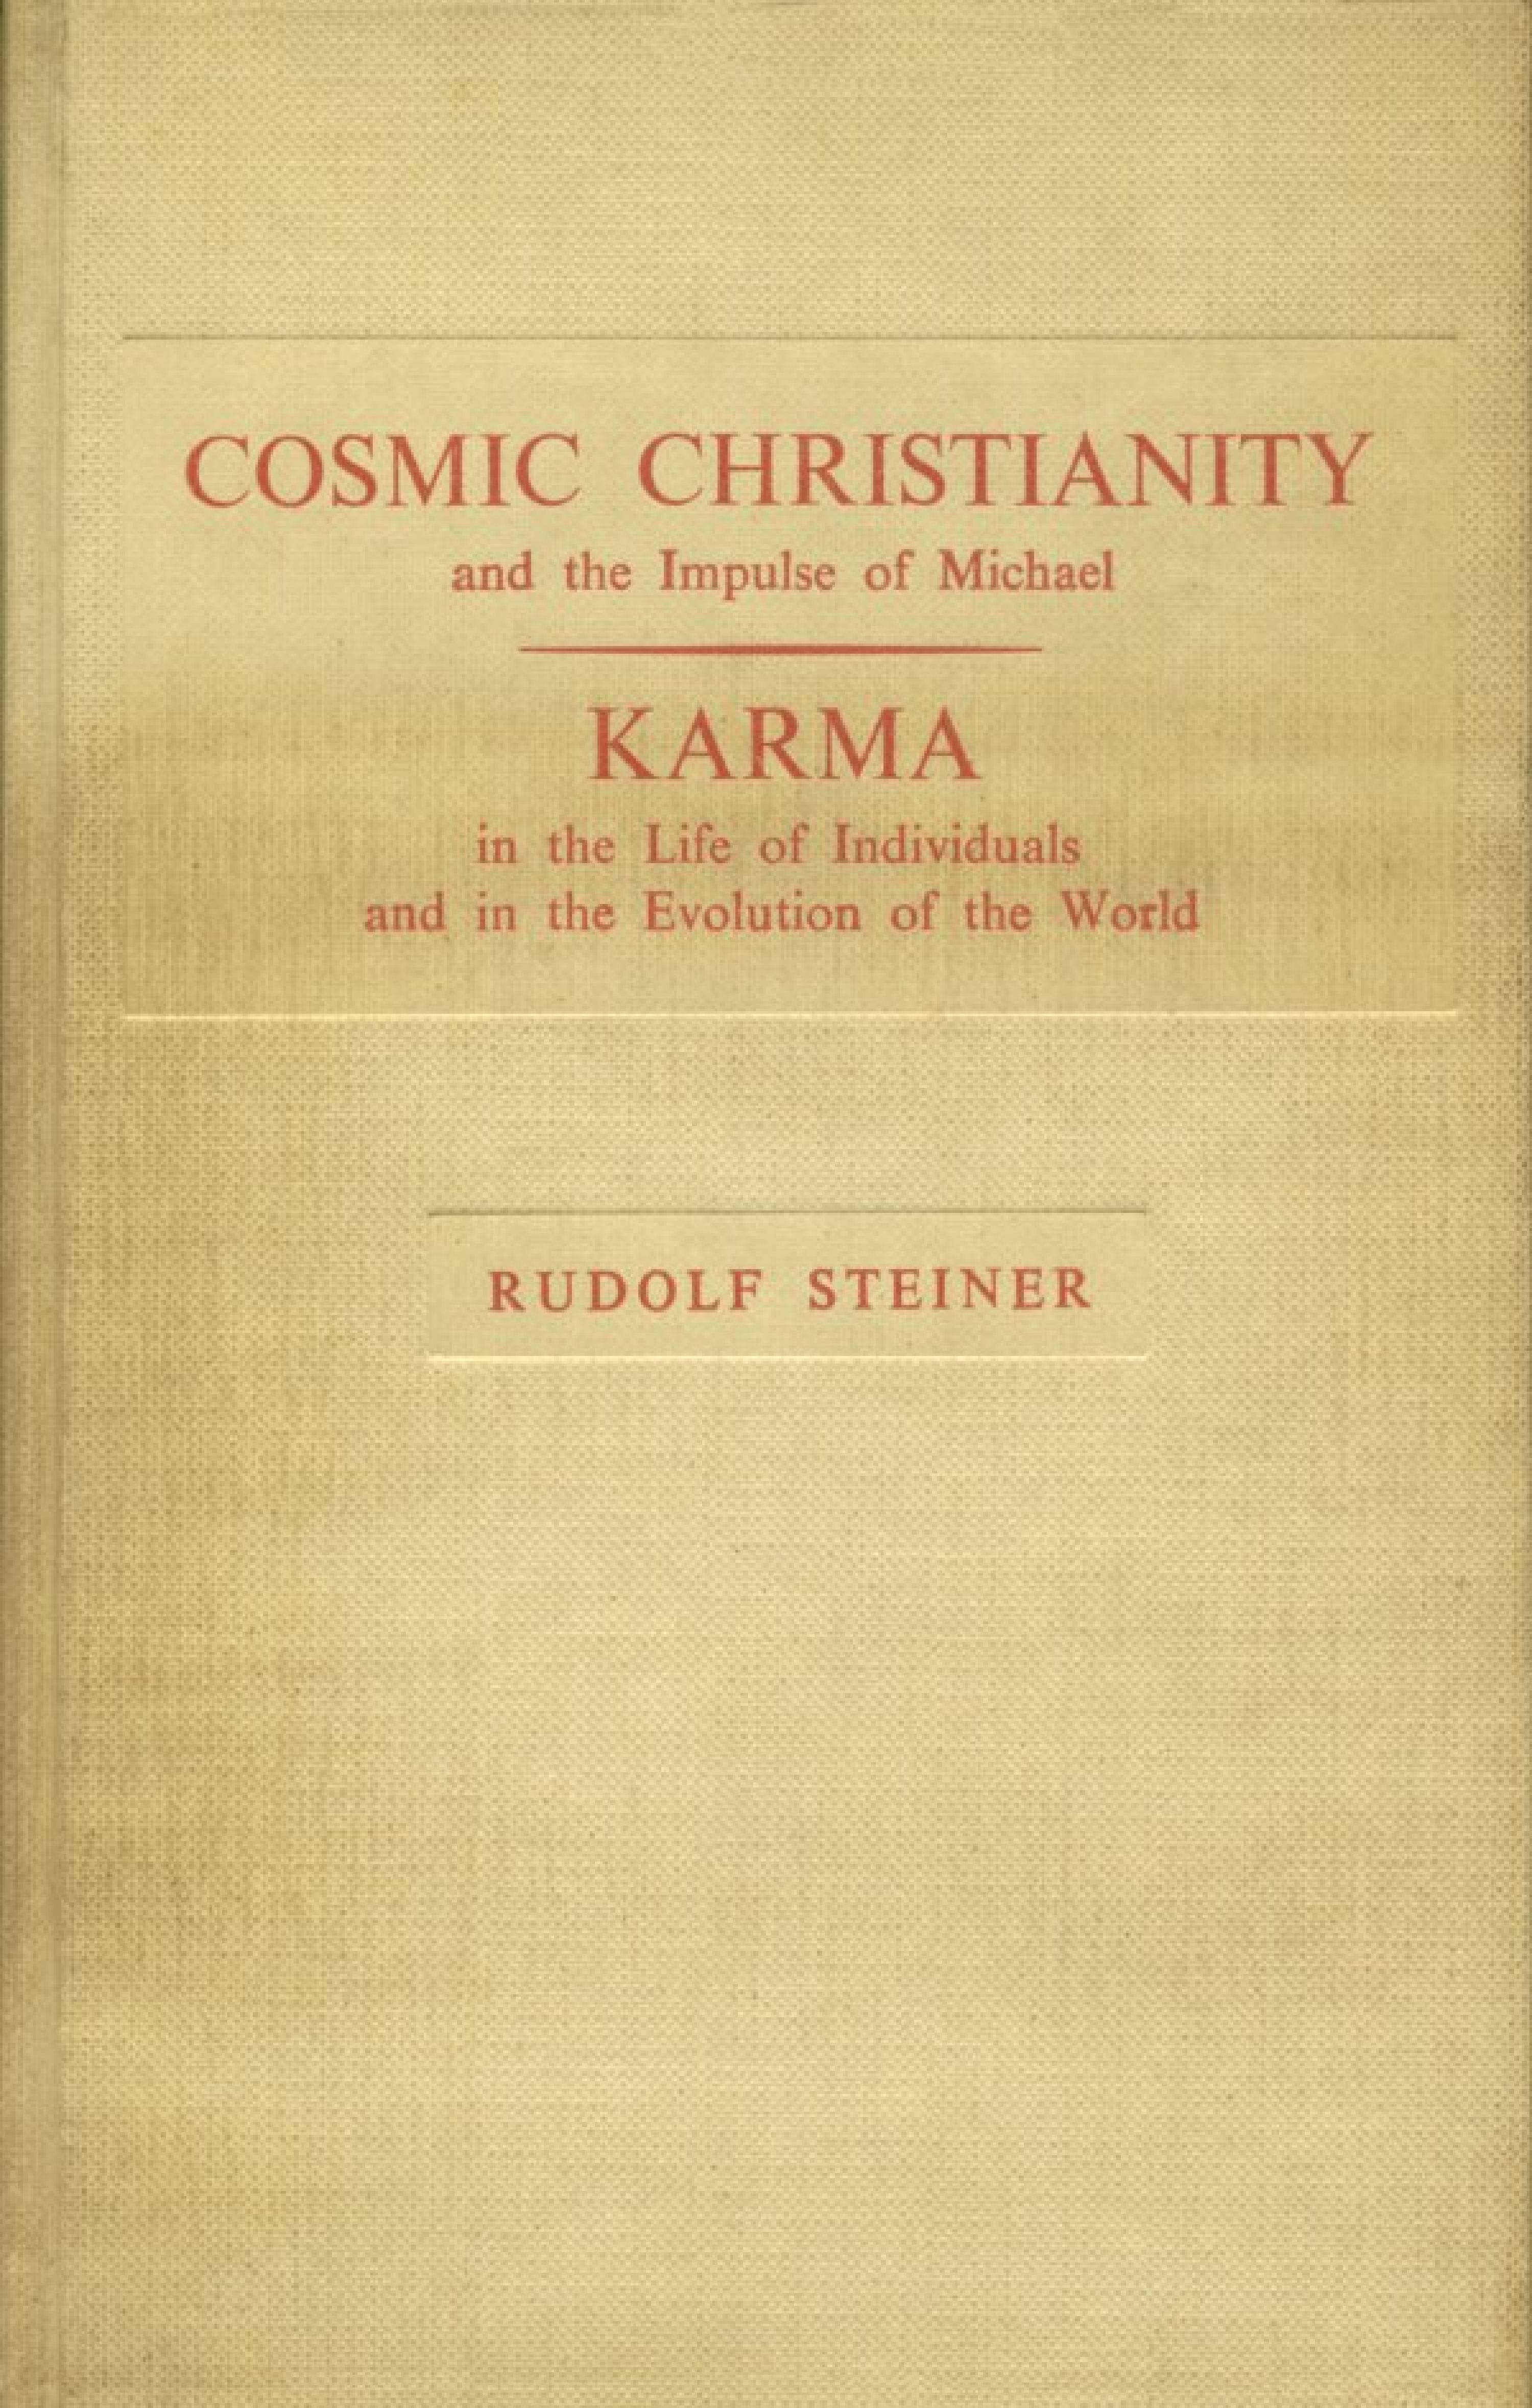 COSMIC CHRISTIANITY
and the Impulse of Michael
KARMA
in the Life of Individuals
and in the Evolution of the World
RUDOLF STEINER